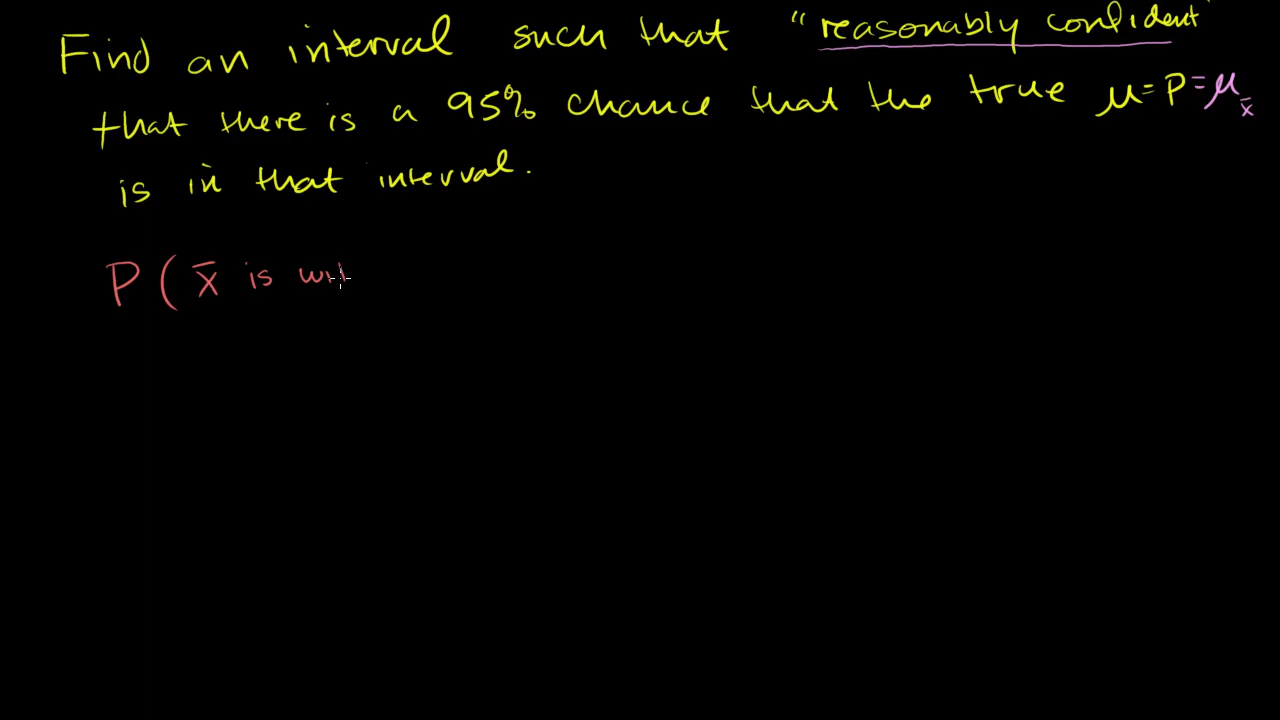 Find an interval such that "reasonably confident"
that there is a 95% chance that the true μ=P=μx̄
is in that interval.
P(x̄ is wi